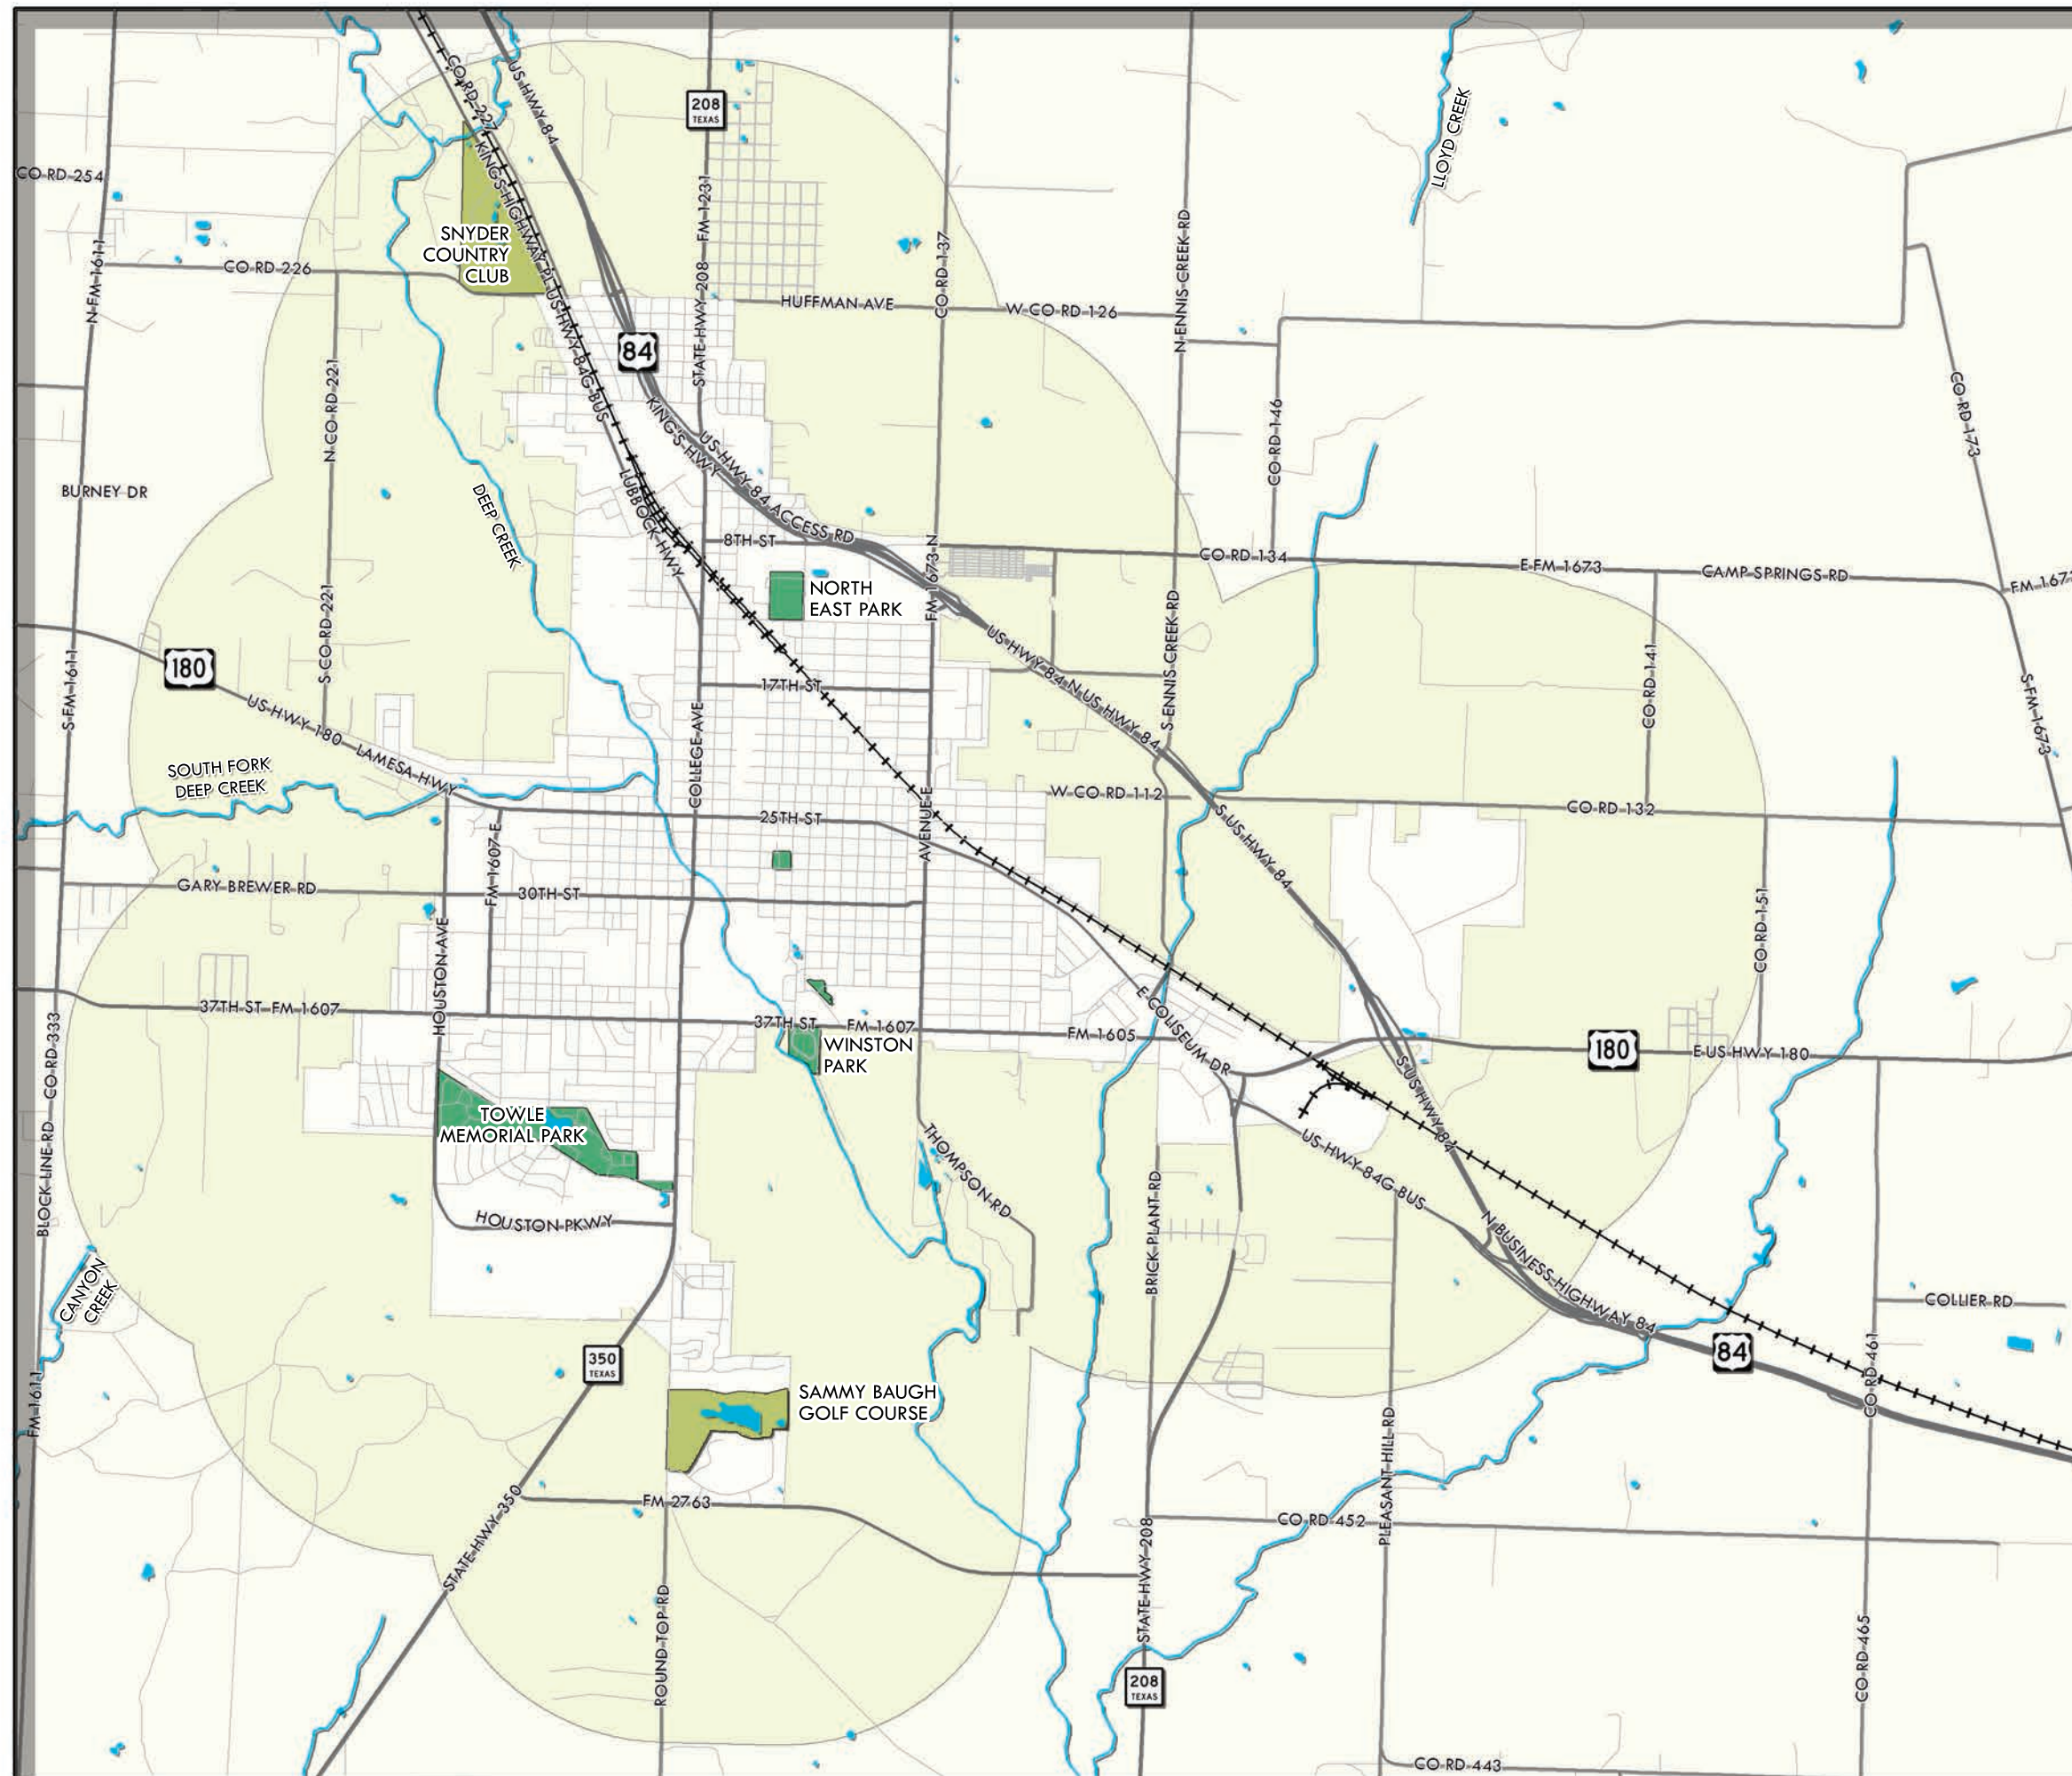 CO RD 227
US HWY 84
208
TEXAS
LLOYD CREEK
CO RD 254
KINGS HIGHWAY PL
SNYDER
COUNTRY
CLUB
N FM 1611
CO RD 226
STATE HWY 208
FM 1231
CO RD 137
N ENNIS CREEK RD
HUFFMAN AVE
W CO RD 126
US HWY 84G BUS
84
N CO RD 221
CO RD 146
CO RD 173
KING'S HWY
US HWY 84 ACCESS RD
BURNEY DR
DEEP CREEK
LUBBOCK HWY
8TH ST
FM 1673 N
CO RD 134
E FM 1673
CAMP SPRINGS RD
NORTH
EAST PARK
S CO RD 221
S ENNIS CREEK RD
180
S FM 1611
US HWY 84
N US HWY 84
CO RD 141
S FM 1673
17TH ST
US HWY 180
LAMESA HWY
COLLEGE AVE
SOUTH FORK
DEEP CREEK
W CO RD 112
CO RD 132
25TH ST
AVENUE E
S US HWY 84
FM 1607 E
GARY BREWER RD
30TH ST
HOUSTON AVE
CO RD 151
37TH ST
FM 1607
37TH ST
FM 1607
FM 1605
E COLISEUM DR
WINSTON
PARK
180
E US HWY 180
CO RD 333
BLOCK LINE RD
S US HWY 84
TOWLE
MEMORIAL PARK
THOMPSON RD
US HWY 84G BUS
BRICK PLANT RD
HOUSTON PKWY
N BUSINESS HIGHWAY 84
CANYON
CREEK
COLLIER RD
84
CO RD 461
350
TEXAS
FM 1611
SAMMY BAUGH
GOLF COURSE
PLEASANT HILL RD
FM 2763
STATE HWY 350
CO RD 452
STATE HWY 208
ROUND TOP RD
CO RD 465
208
TEXAS
CO RD 443